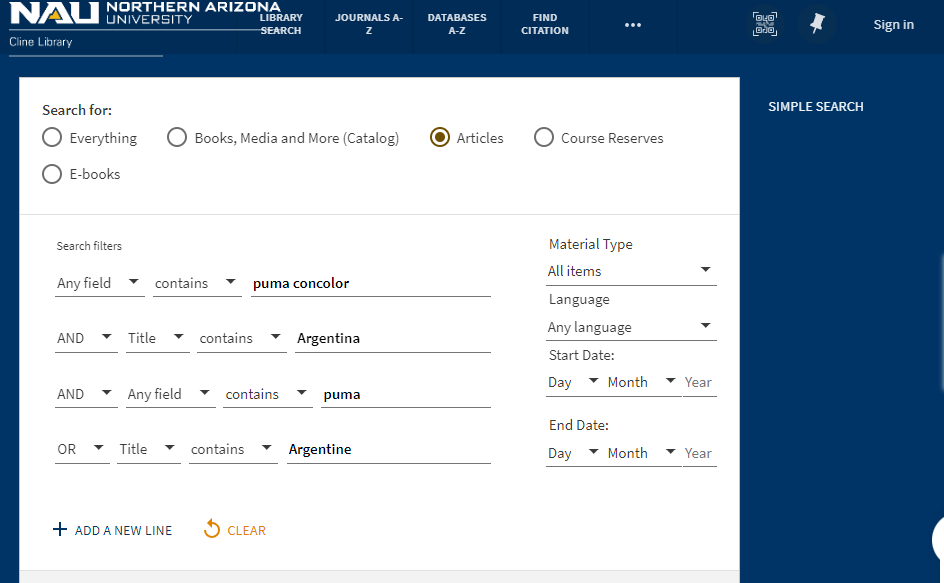 NAU NORTHERN ARIZONA
UNIVERSITY
Cline Library
LIBRARY
SEARCH
JOURNALS A-
Z
DATABASES
A-Z
FIND
CITATION
Sign in
Search for:
Everything
Books, Media and More (Catalog)
Articles
Course Reserves
E-books
SIMPLE SEARCH
Search filters
Any field contains puma concolor
AND Title contains Argentina
AND Any field contains puma
OR Title contains Argentine
Material Type
All items
Language
Any language
Start Date:
Day Month Year
End Date:
Day Month Year
+ ADD A NEW LINE
CLEAR